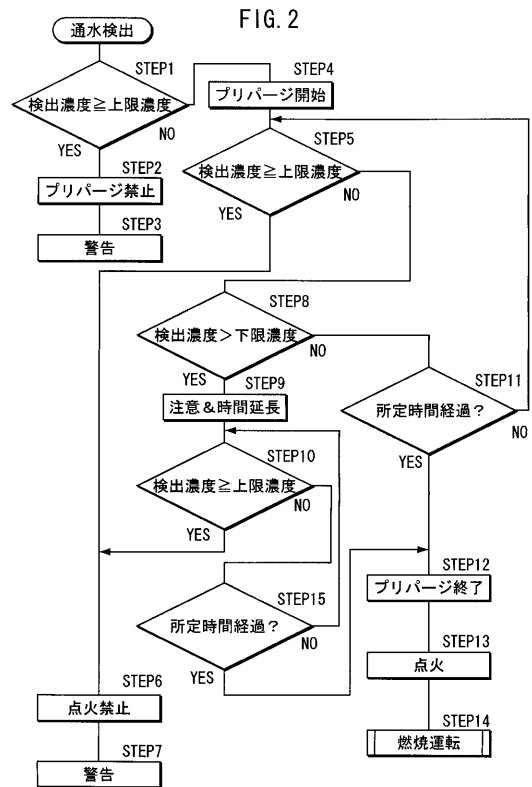 FIG. 2
通水検出
STEP1
検出濃度≧上限濃度
YES
NO
STEP2
プリパージ禁止
STEP3
警告
STEP4
プリパージ開始
STEP5
検出濃度≧上限濃度
YES
NO
STEP8
検出濃度>下限濃度
YES
NO
STEP9
注意&時間延長
STEP10
検出濃度≧上限濃度
YES
NO
STEP15
所定時間経過?
YES
NO
STEP6
点火禁止
STEP7
警告
STEP11
所定時間経過?
YES
NO
STEP12
プリパージ終了
STEP13
点火
STEP14
燃焼運転